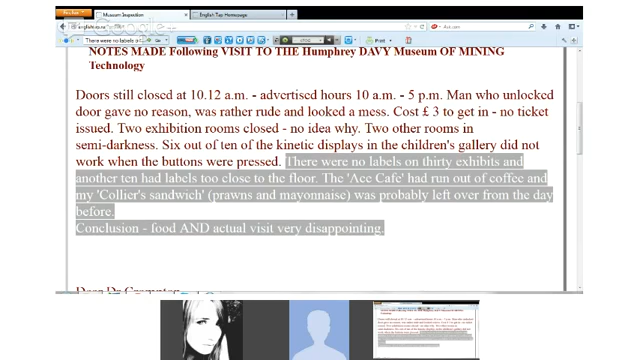 Museum Inspiration
English Tap Homepage
There were no labels o
Print
NOTES MADE Following VISIT TO THE Humphrey DAVY Museum OF MINING
Technology
Doors still closed at 10.12 a.m. - advertised hours 10 a.m. - 5 p.m. Man who unlocked
door gave no reason, was rather rude and looked a mess. Cost £ 3 to get in - no ticket
issued. Two exhibition rooms closed - no idea why. Two other rooms in
semi-darkness. Six out of ten of the kinetic displays in the children's gallery did not
work when the buttons were pressed. There were no labels on thirty exhibits and
another ten had labels too close to the floor. The 'Ace Cafe' had run out of coffee and
my 'Collier's sandwich' (prawns and mayonnaise) was probably left over from the day
before.
Conclusion - food AND actual visit very disappointing.
Dear Dr Crompton